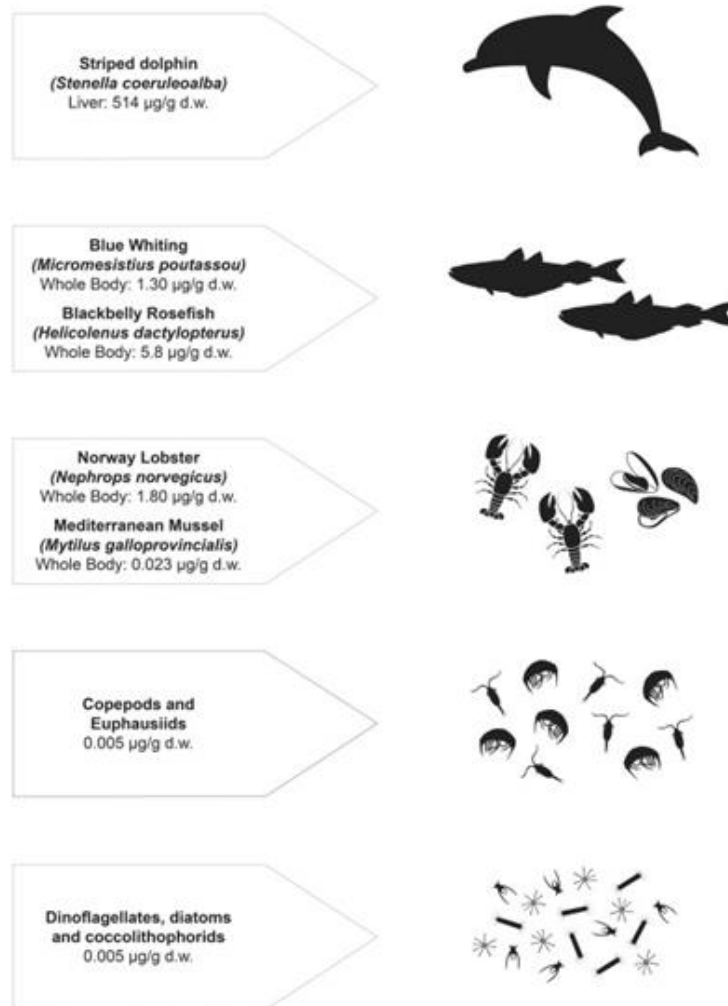 Striped dolphin
(Stenella coeruleoalba)
Liver: 514 µg/g d.w.
Blue Whiting
(Micromesistius poutassou)
Whole Body: 1.30 µg/g d.w.
Blackbelly Rosefish
(Helicolenus dactylopterus)
Whole Body: 5.8 µg/g d.w.
Norway Lobster
(Nephrops norvegicus)
Whole Body: 1.80 µg/g d.w.
Mediterranean Mussel
(Mytilus galloprovincialis)
Whole Body: 0.023 µg/g d.w.
Copepods and
Euphausiids
0.005 µg/g d.w.
Dinoflagellates, diatoms
and coccolithophorids
0.005 µg/g d.w.